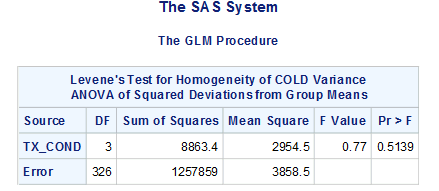 The SAS System
The GLM Procedure
Levene's Test for Homogeneity of COLD Variance
ANOVA of Squared Deviations from Group Means
Source DF Sum of Squares Mean Square F Value Pr > F
TX_COND 3 8863.4 2954.5 0.77 0.5139
Error 326 1257859 3858.5